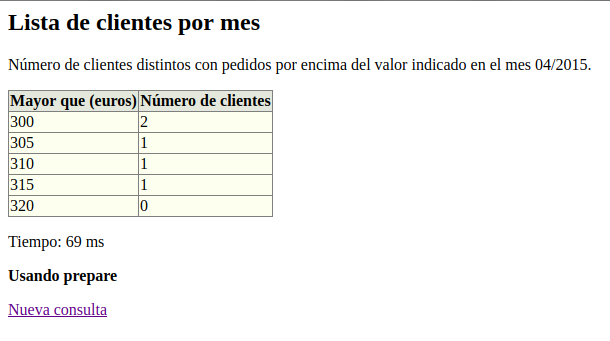 Lista de clientes por mes
Número de clientes distintos con pedidos por encima del valor indicado en el mes 04/2015.
Mayor que (euros) Número de clientes
300 2
305 1
310 1
315 1
320 0
Tiempo: 69 ms
Usando prepare
Nueva consulta